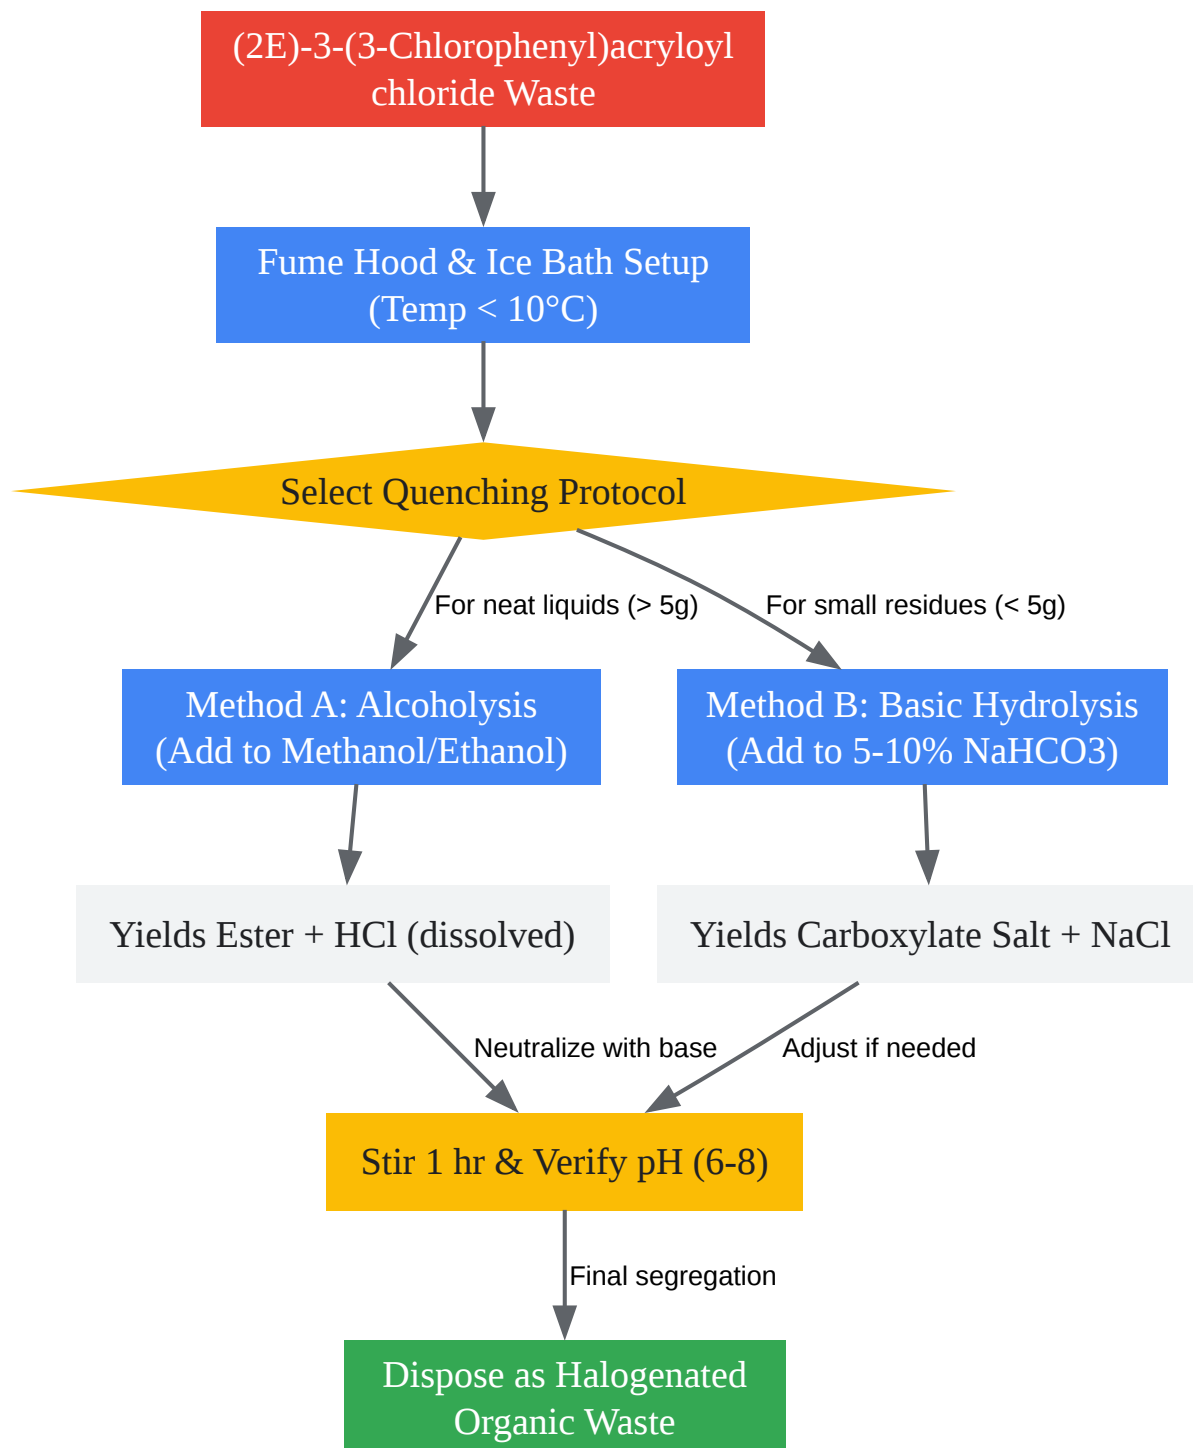 (2E)-3-(3-Chlorophenyl)acryloyl
chloride Waste
Fume Hood & Ice Bath Setup
(Temp < 10°C)
Select Quenching Protocol
For neat liquids (> 5g)
For small residues (< 5g)
Method A: Alcoholysis
(Add to Methanol/Ethanol)
Method B: Basic Hydrolysis
(Add to 5-10% NaHCO3)
Yields Ester + HCl (dissolved)
Yields Carboxylate Salt + NaCl
Neutralize with base
Adjust if needed
Stir 1 hr & Verify pH (6-8)
Final segregation
Dispose as Halogenated
Organic Waste